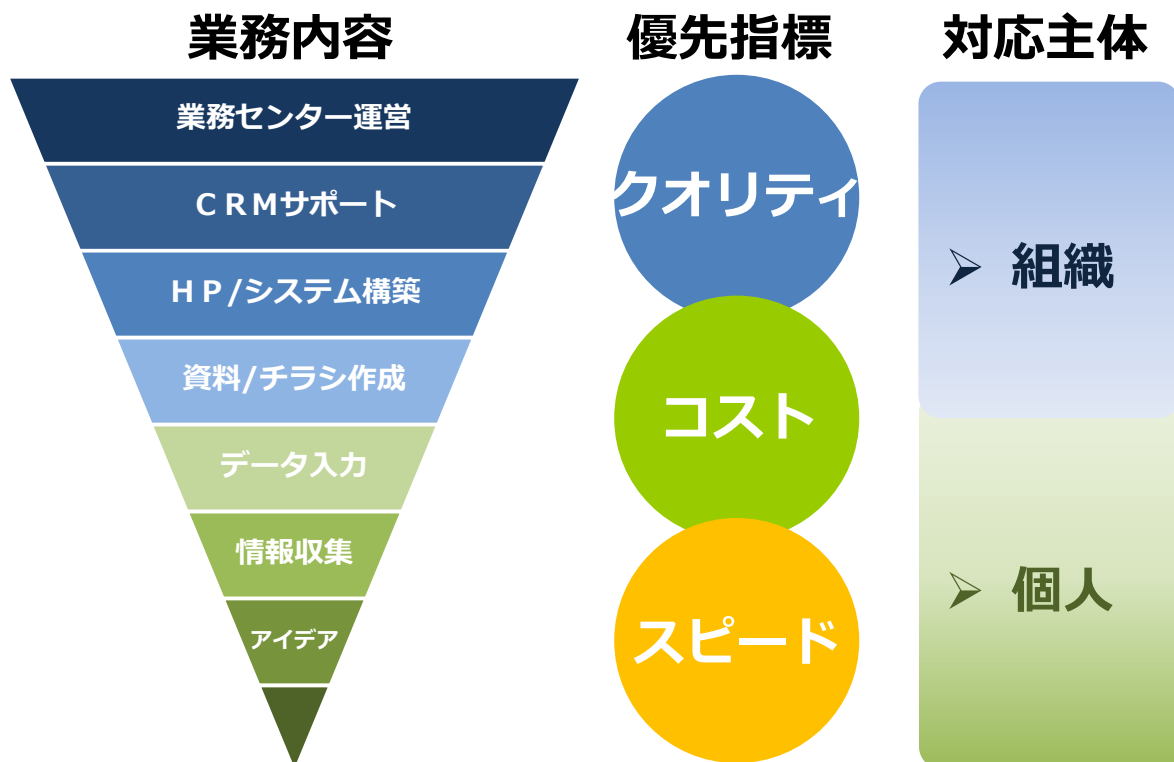 業務内容
優先指標
対応主体
業務センター運営
ＣＲＭサポート
ＨＰ/システム構築
資料/チラシ作成
データ入力
情報収集
アイデア
クオリティ
コスト
スピード
➢ 組織
➢ 個人